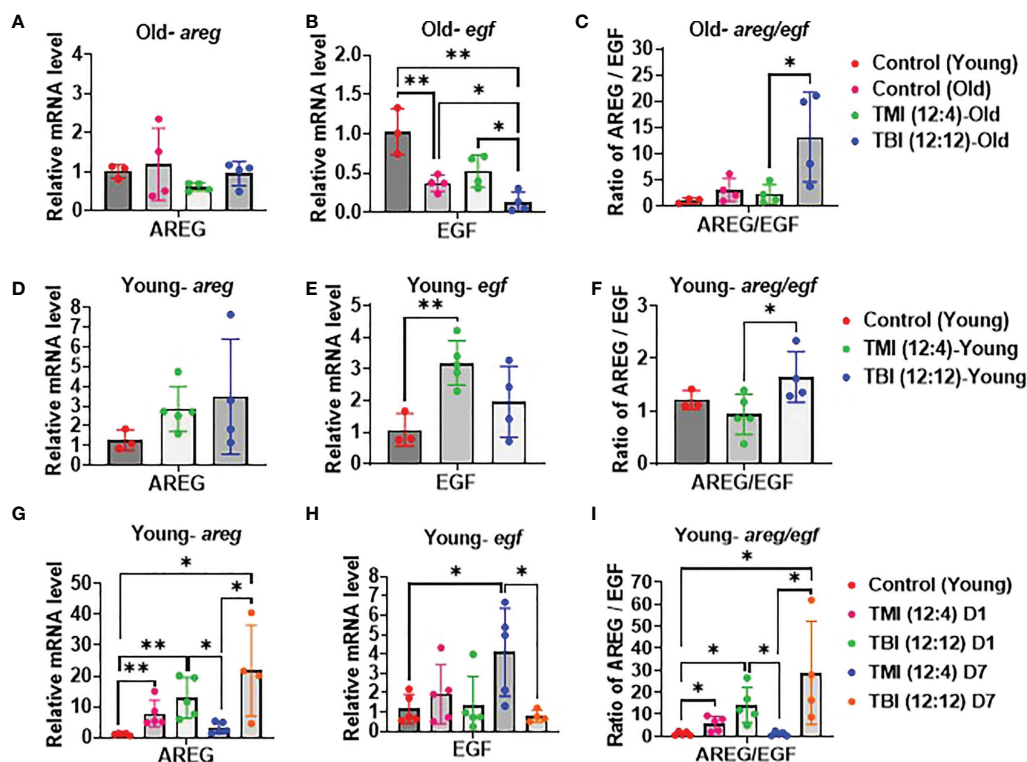 A
Old- areg
Relative mRNA level
5
4
3
2
1
0
AREG
B
Old- egf
Relative mRNA level
2.0
1.5
1.0
0.5
0.0
**
**
*
*
EGF
C
Old- areg/egf
Ratio of AREG / EGF
30
25
20
15
10
5
0
*
AREG/EGF
Control (Young)
Control (Old)
TMI (12:4)-Old
TBI (12:12)-Old
D
Young- areg
Relative mRNA level
8
7
6
5
4
3
2
1
0
AREG
E
Young- egf
Relative mRNA level
6
5
4
3
2
1
0
**
EGF
F
Young- areg/egf
Ratio of AREG / EGF
3
2
1
0
*
AREG/EGF
Control (Young)
TMI (12:4)-Young
TBI (12:12)-Young
G
Young- areg
Relative mRNA level
50
40
30
20
10
0
*
*
**
*
**
AREG
H
Young- egf
Relative mRNA level
8
7
6
5
4
3
2
1
0
*
*
EGF
I
Young- areg/egf
Ratio of AREG / EGF
70
60
50
40
30
20
10
0
*
*
*
*
*
AREG/EGF
Control (Young)
TMI (12:4) D1
TBI (12:12) D1
TMI (12:4) D7
TBI (12:12) D7